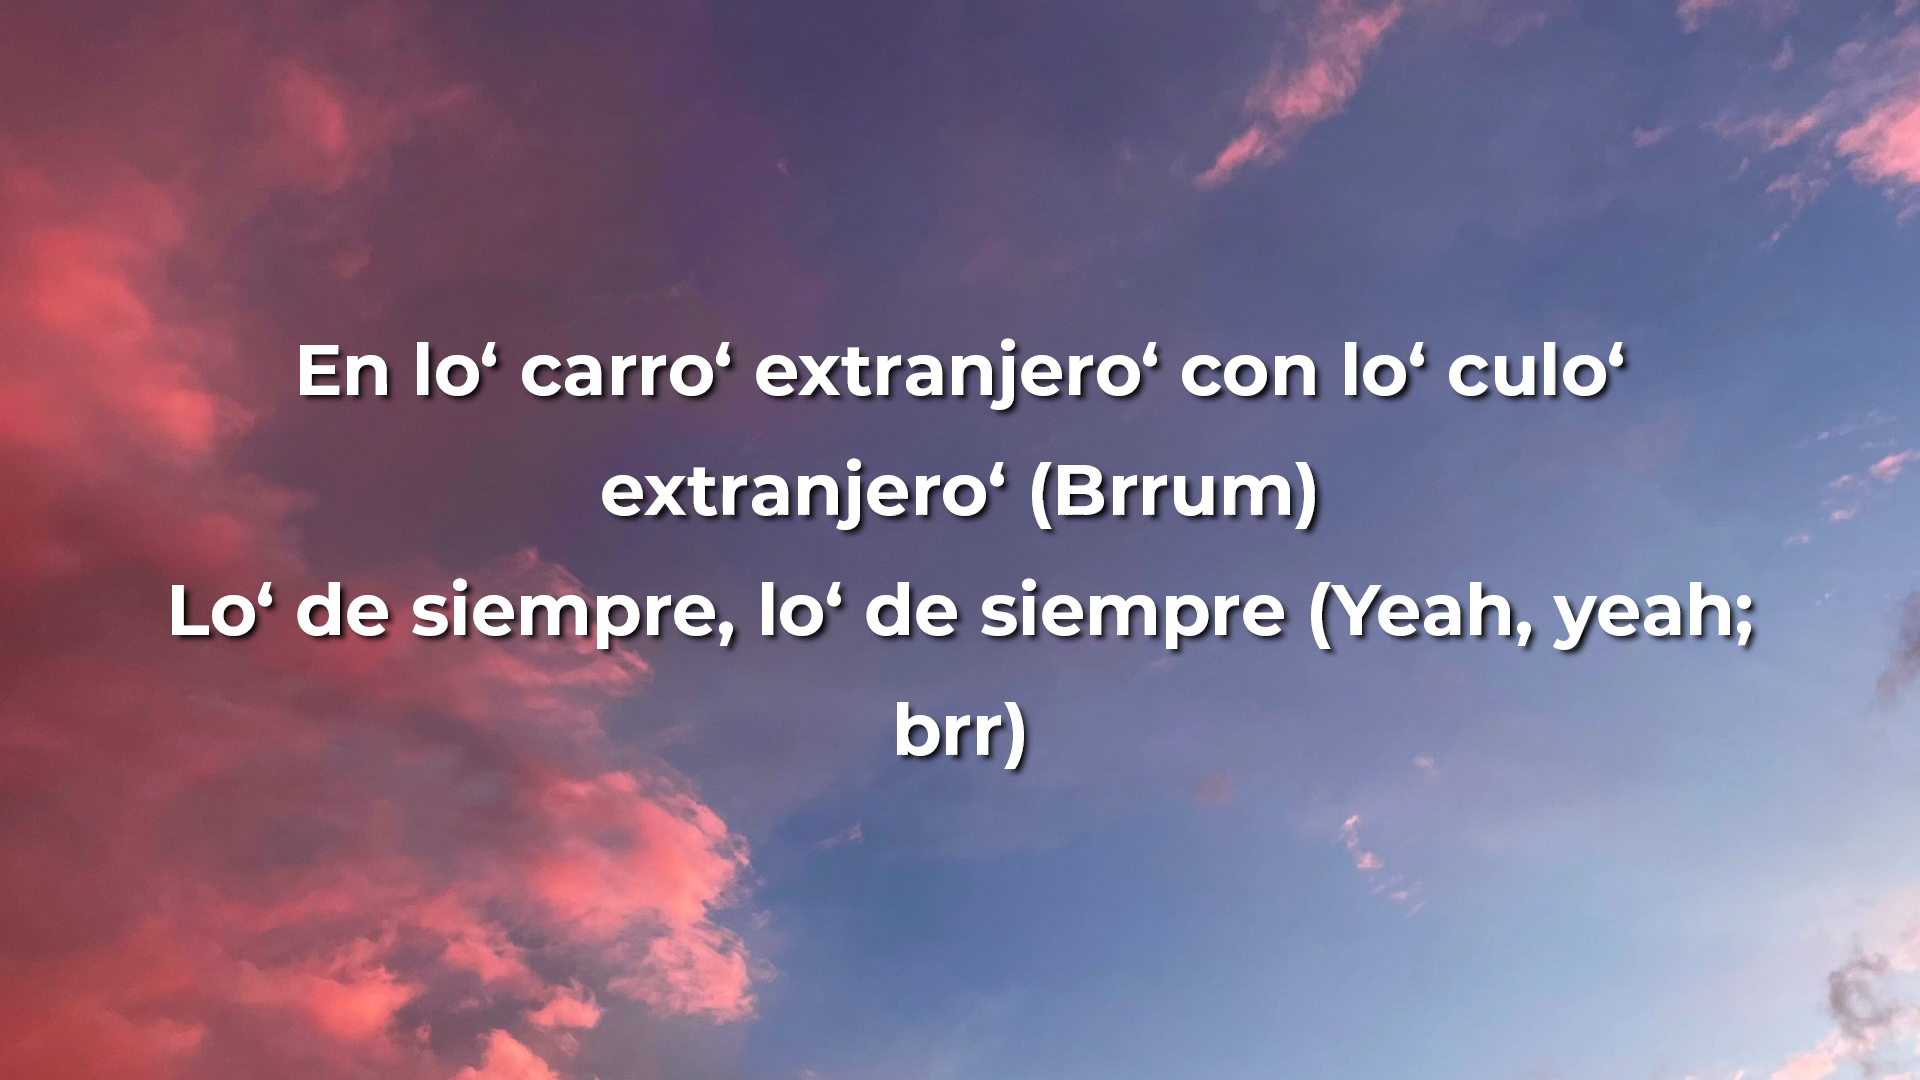 En lo‘ carro‘ extranjero‘ con lo‘ culo‘
extranjero‘ (Brrum)
Lo‘ de siempre, lo‘ de siempre (Yeah, yeah;
brr)